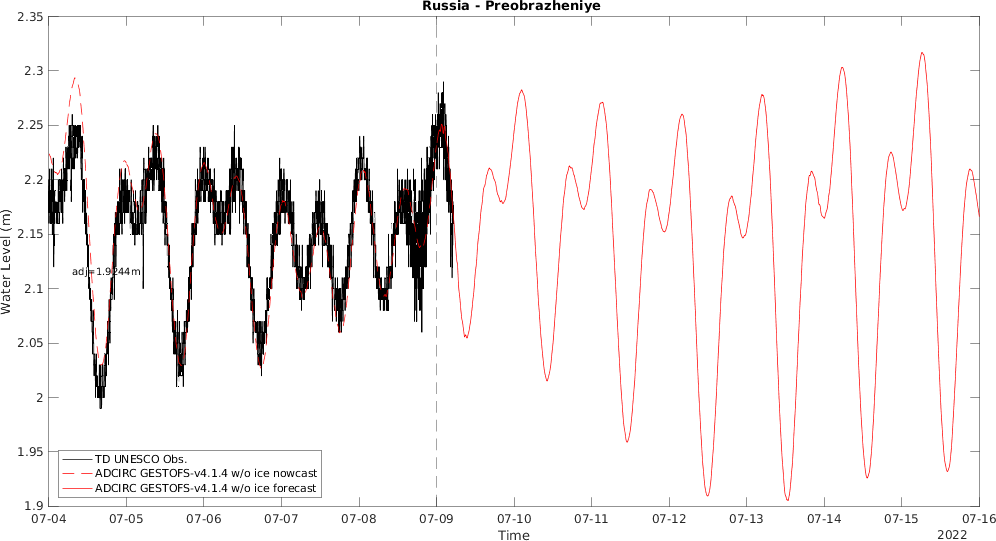 Russia - Preobrazheniye
Water Level (m)
2.35
2.3
2.25
2.2
2.15
2.1
2.05
2
1.95
1.9
adj=1.9244m
TD UNESCO Obs.
ADCIRC GESTOFS-v4.1.4 w/o ice nowcast
ADCIRC GESTOFS-v4.1.4 w/o ice forecast
07-04 07-05 07-06 07-07 07-08 07-09 07-10 07-11 07-12 07-13 07-14 07-15 07-16
Time
2022